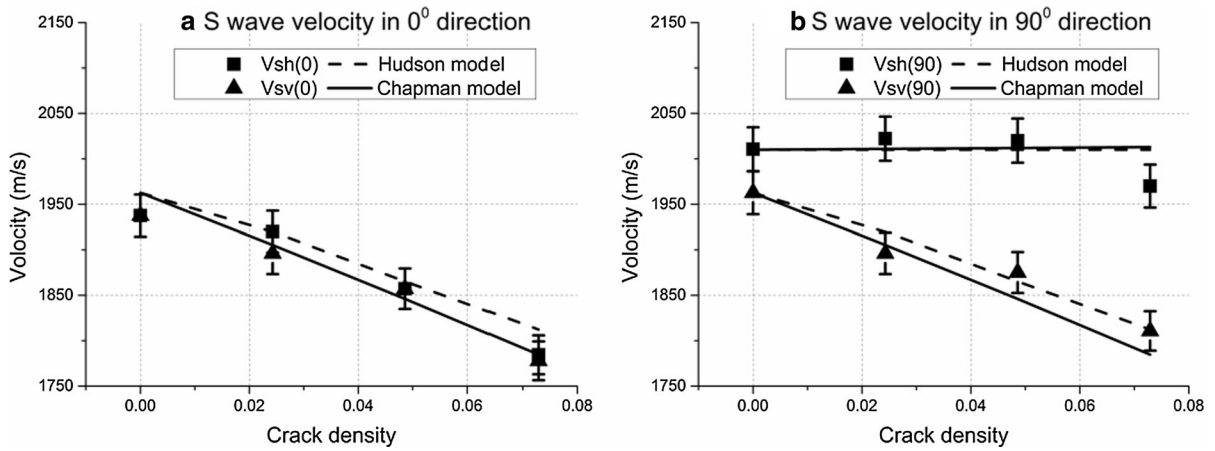 a S wave velocity in 0⁰ direction
Vsh(0) Hudson model
Vsv(0) Chapman model
Volocity (m/s)
2150
2050
1950
1850
1750
0.00 0.02 0.04 0.06 0.08
Crack density
b S wave velocity in 90⁰ direction
Vsh(90) Hudson model
Vsv(90) Chapman model
Volocity (m/s)
2150
2050
1950
1850
1750
0.00 0.02 0.04 0.06 0.08
Crack density